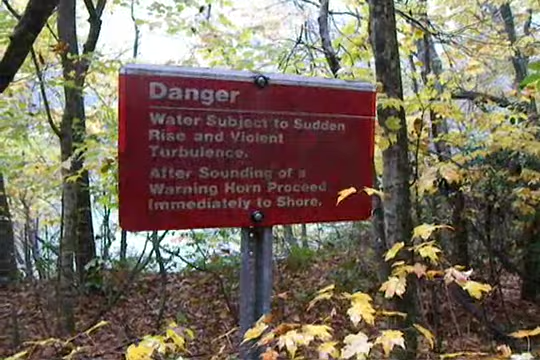 Danger
Water Subject to Sudden
Rise and Violent
Turbulence.
After Sounding of a
Warning Horn Proceed
Immediately to Shore.